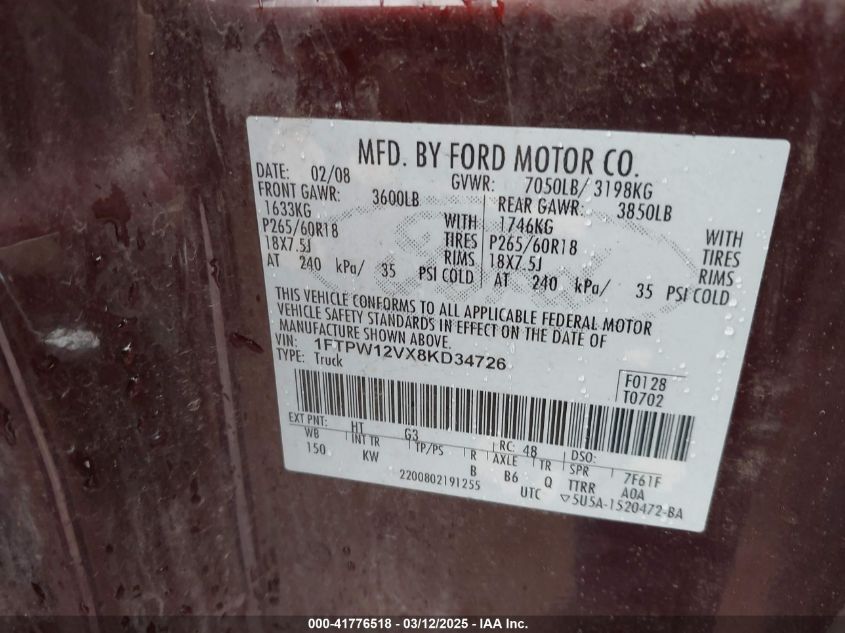 MFD. BY FORD MOTOR CO.
DATE: 02/08 GVWR: 7050LB/ 3198KG
FRONT GAWR: 3600LB REAR GAWR: 3850LB
1633KG WITH 1746KG WITH
P265/60R18 TIRES P265/60R18 TIRES
18X7.5J RIMS 18X7.5J RIMS
AT 240 kPa/ 35 PSI COLD AT 240 kPa/ 35 PSI COLD
THIS VEHICLE CONFORMS TO ALL APPLICABLE FEDERAL MOTOR
VEHICLE SAFETY STANDARDS IN EFFECT ON THE DATE OF
MANUFACTURE SHOWN ABOVE.
VIN: 1FTPW12VX8KD34726
TYPE: Truck
F0128
T0702
EXT PNT: HT G3 RC: 48 DSO:
WB INT TR TP/PS R AXLE TR SPR 7F61F
150 KW B B6 Q TTRR A0A
2200802191255 UTC ▽5U5A-1520472-BA
000-41776518 - 03/12/2025 - IAA, Inc.